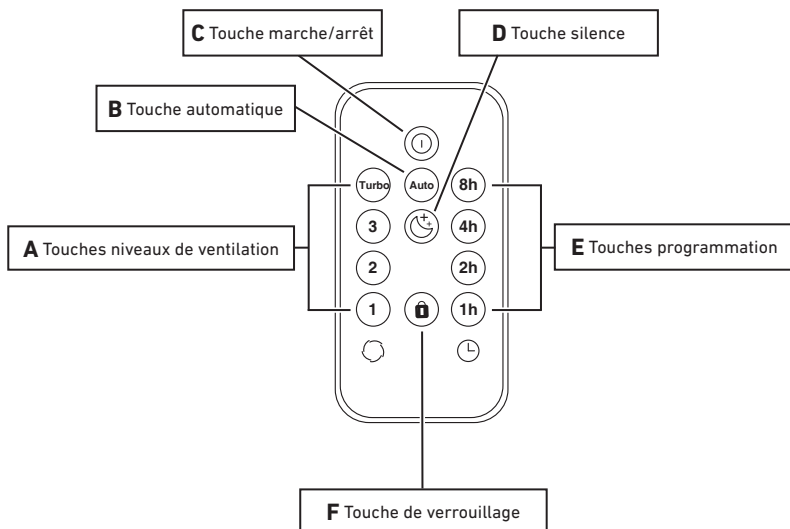 C Touche marche/arrêt
D Touche silence
B Touche automatique
Turbo
Auto
8h
3
4h
A Touches niveaux de ventilation
E Touches programmation
2
2h
1
1h
F Touche de verrouillage